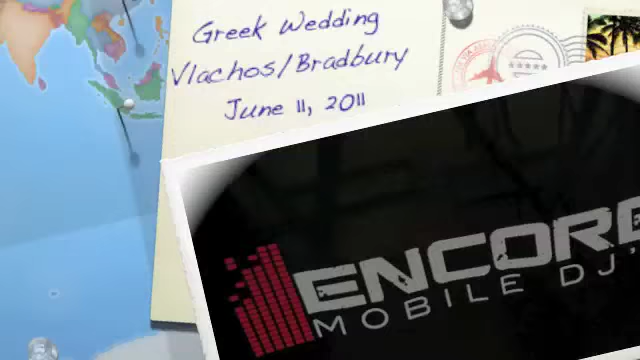 Greek Wedding
Vlachos/Bradbury
June 11, 2011
ENCORE
MOBILE DJ'